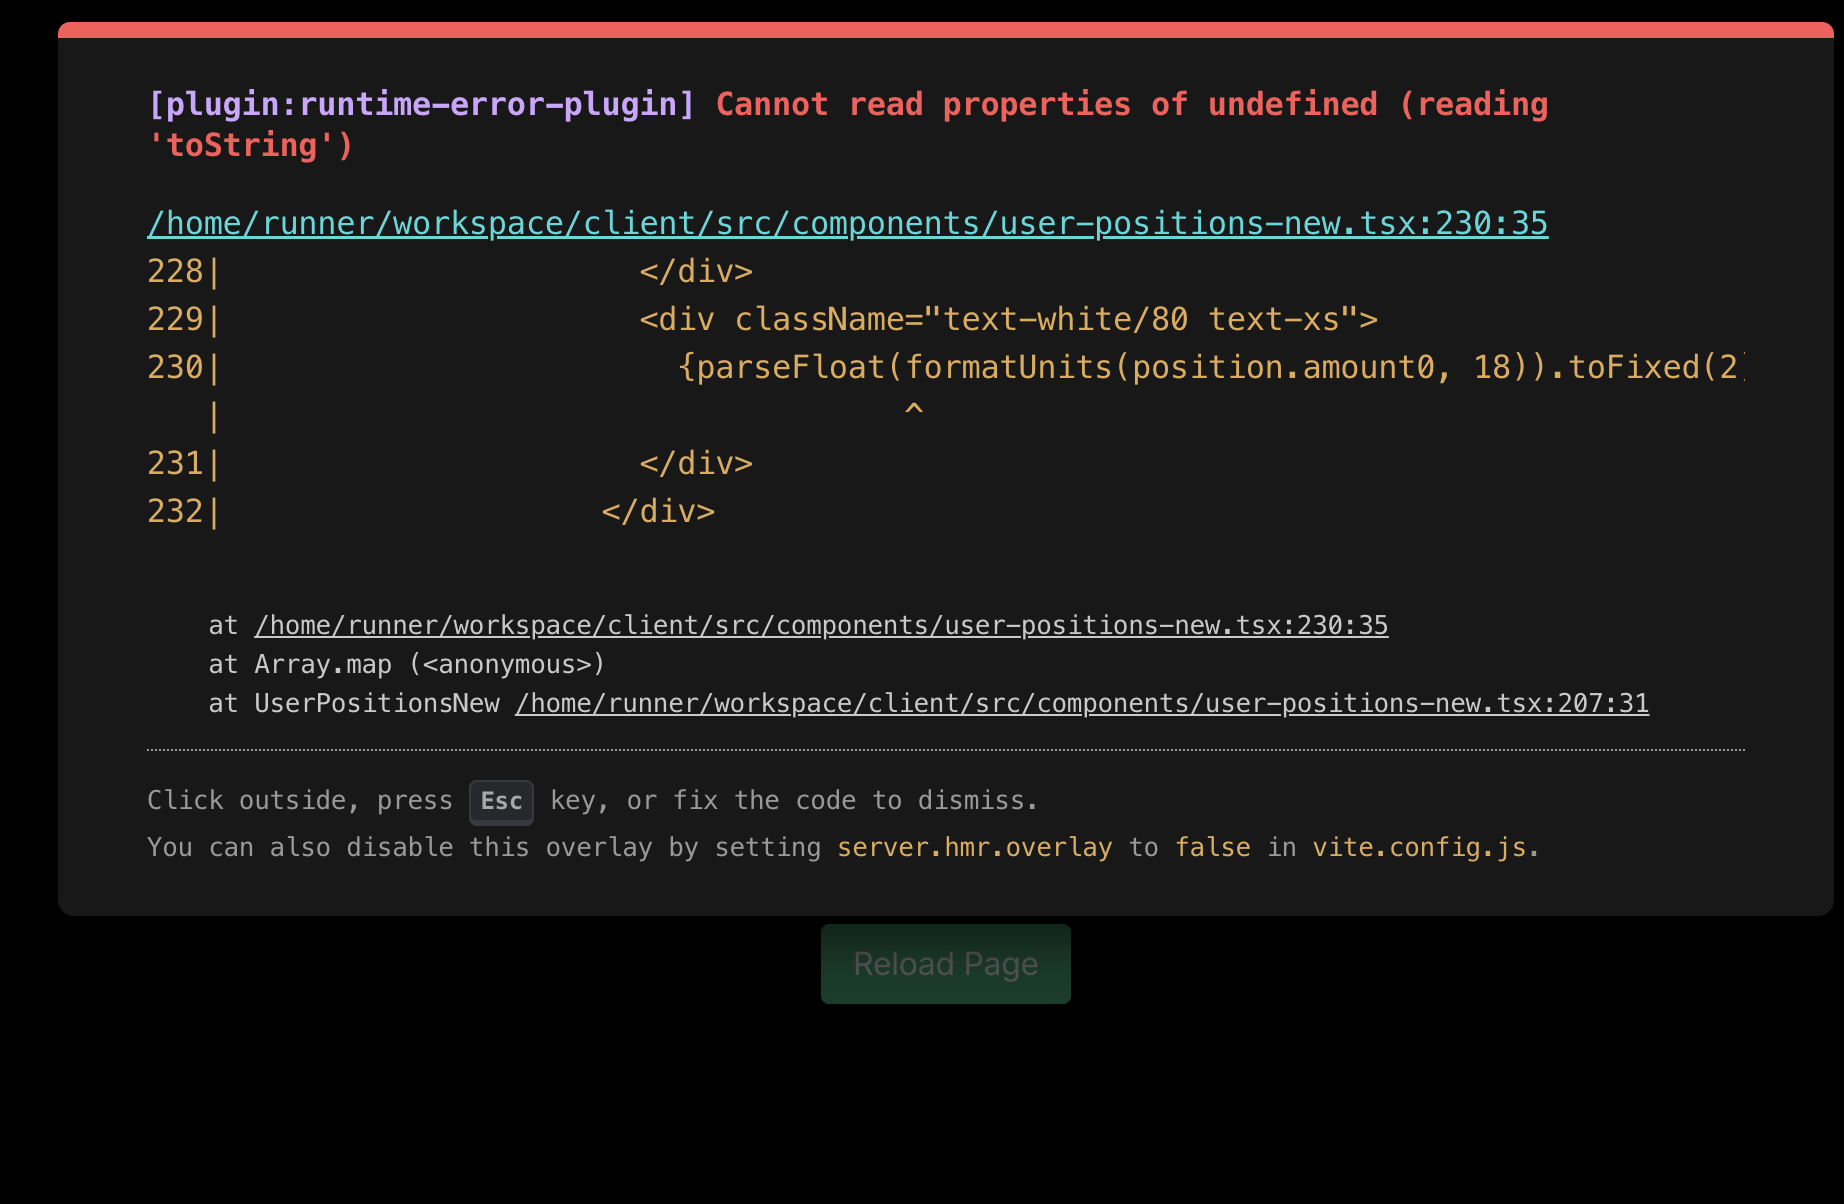 [plugin:runtime-error-plugin] Cannot read properties of undefined (reading
'toString')
/home/runner/workspace/client/src/components/user-positions-new.tsx:230:35
228|                      </div>
229|                      <div className="text-white/80 text-xs">
230|                        {parseFloat(formatUnits(position.amount0, 18)).toFixed(2)
   |                                    ^
231|                      </div>
232|                    </div>
at /home/runner/workspace/client/src/components/user-positions-new.tsx:230:35
at Array.map (<anonymous>)
at UserPositionsNew /home/runner/workspace/client/src/components/user-positions-new.tsx:207:31
Click outside, press Esc key, or fix the code to dismiss.
You can also disable this overlay by setting server.hmr.overlay to false in vite.config.js.
Reload Page